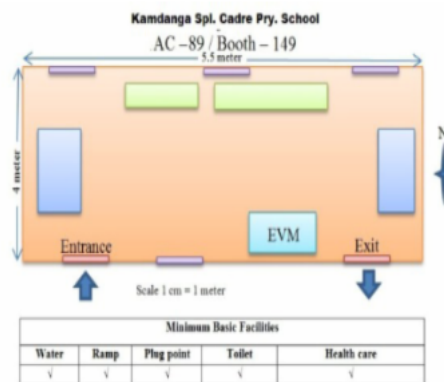 Kamdanga Spl. Cadre Pry. School
AC -89 / Booth - 149
5.5 meter
4 meter
N
EVM
Entrance
Exit
Scale 1 cm = 1 meter
Minimum Basic Facilities
Water Ramp Plug point Toilet Health care
√ √ √ √ √